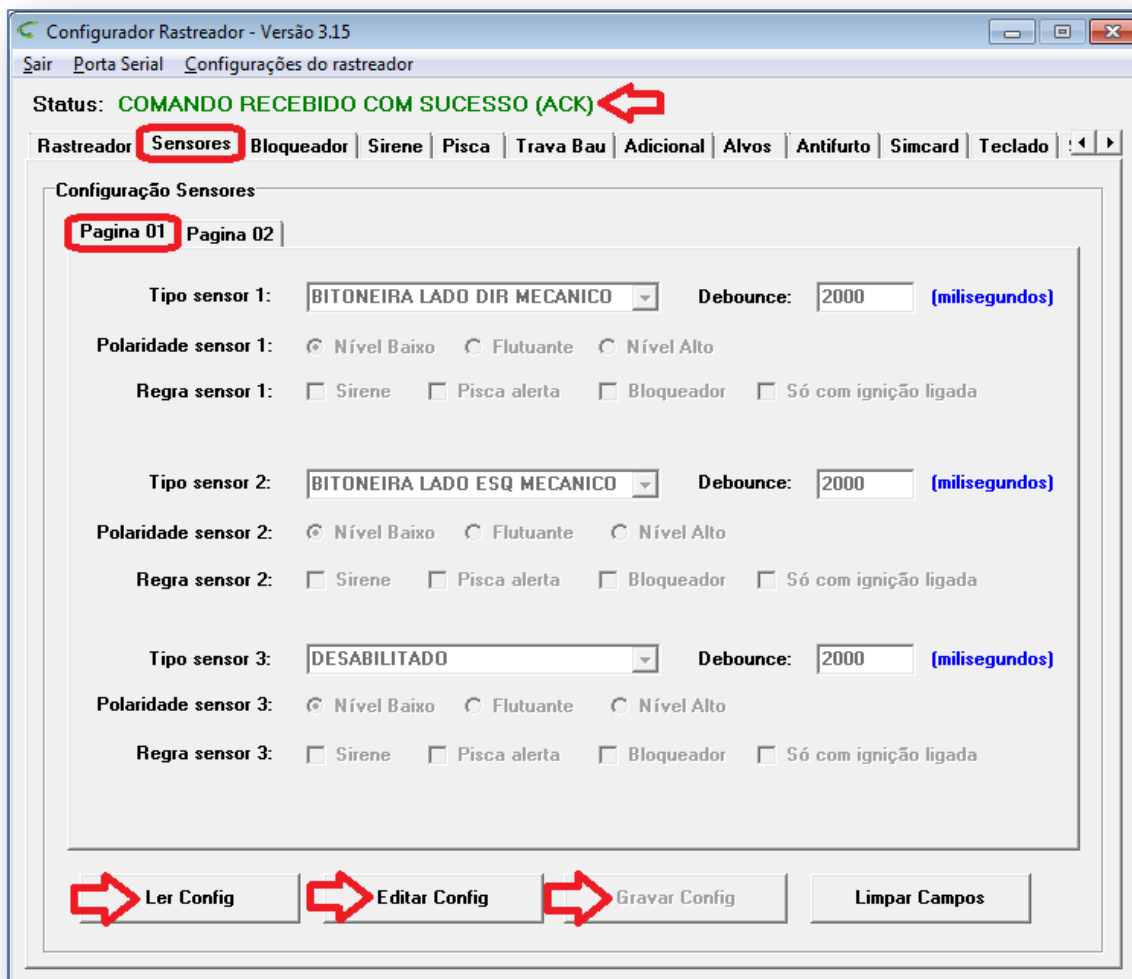 Configurador Rastreador - Versão 3.15
Sair Porta Serial Configurações do rastreador
Status: COMANDO RECEBIDO COM SUCESSO (ACK)
Rastreador Sensores Bloqueador Sirene Pisca Trava Bau Adicional Alvos Antifurto Simcard Teclado
Configuração Sensores
Pagina 01 Pagina 02
Tipo sensor 1: BITONEIRA LADO DIR MECANICO Debounce: 2000 (milisegundos)
Polaridade sensor 1: Nível Baixo Flutuante Nível Alto
Regra sensor 1: Sirene Pisca alerta Bloqueador Só com ignição ligada
Tipo sensor 2: BITONEIRA LADO ESQ MECANICO Debounce: 2000 (milisegundos)
Polaridade sensor 2: Nível Baixo Flutuante Nível Alto
Regra sensor 2: Sirene Pisca alerta Bloqueador Só com ignição ligada
Tipo sensor 3: DESABILITADO Debounce: 2000 (milisegundos)
Polaridade sensor 3: Nível Baixo Flutuante Nível Alto
Regra sensor 3: Sirene Pisca alerta Bloqueador Só com ignição ligada
Ler Config Editar Config Gravar Config Limpar Campos